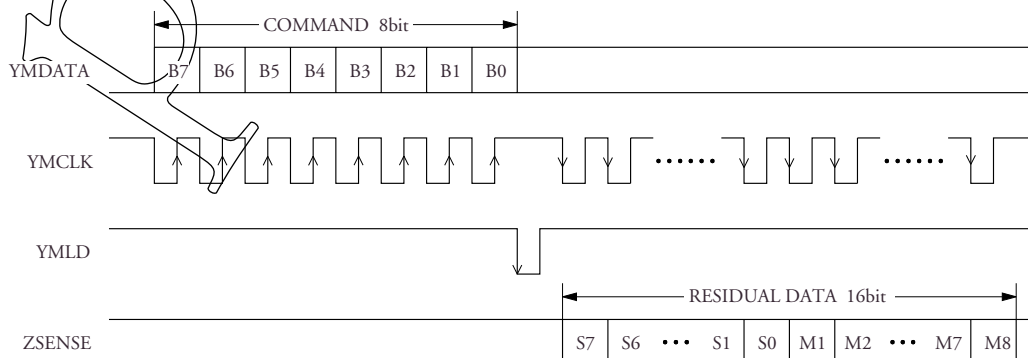 COMMAND 8bit
YMDATA B7 B6 B5 B4 B3 B2 B1 B0
YMCLK •••••• ••••••
YMLD
RESIDUAL DATA 16bit
ZSENSE S7 S6 ••• S1 S0 M1 M2 ••• M7 M8